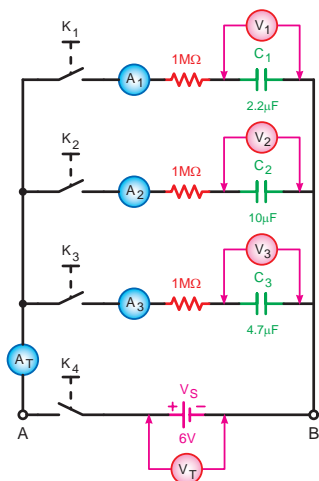 K1
V1
A1
1MΩ
C1
2.2µF
K2
V2
A2
1MΩ
C2
10µF
K3
V3
A3
1MΩ
C3
4.7µF
AT
K4
VS
+ −
6V
A
B
VT